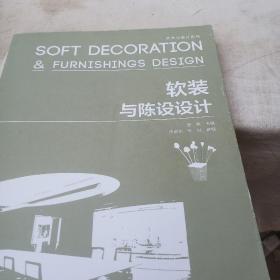 SOFT DECORATION
& FURNISHINGS DESIGN
软装
与陈设设计